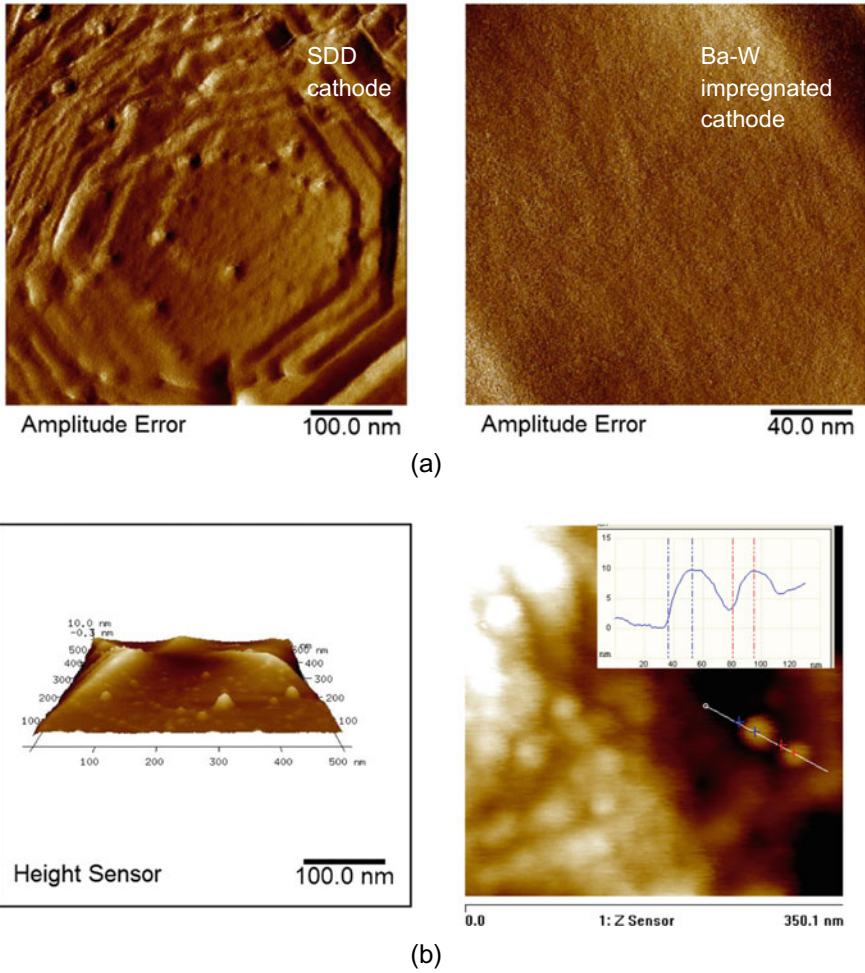 SDD
cathode
Ba-W
impregnated
cathode
Amplitude Error
100.0 nm
Amplitude Error
40.0 nm
(a)
10.0 nm
-0.3 nm
500
400
300
200
100
500 nm
400
300
200
100
100
200
300
400
500 nm
Height Sensor
100.0 nm
15
10
5
0
nm
20
40
60
80
100
120
nm
0.0
1: Z Sensor
350.1 nm
(b)